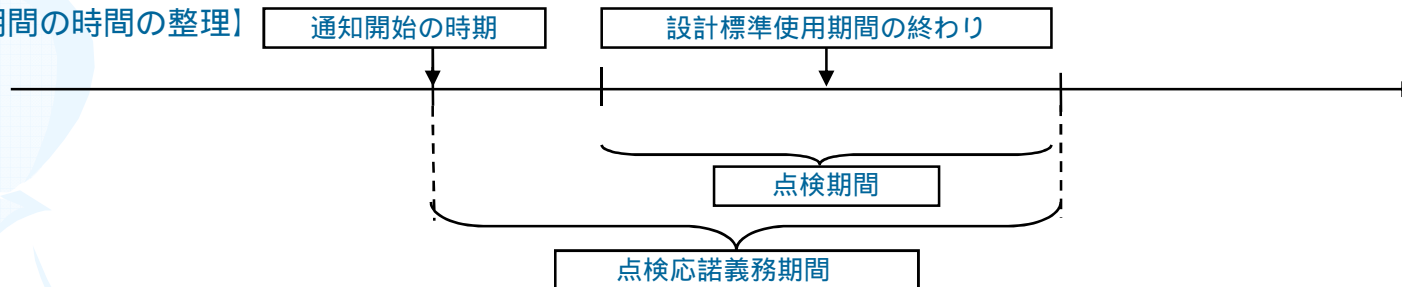 間の時間の整理】
通知開始の時期
設計標準使用期間の終わり
点検期間
点検応諾義務期間